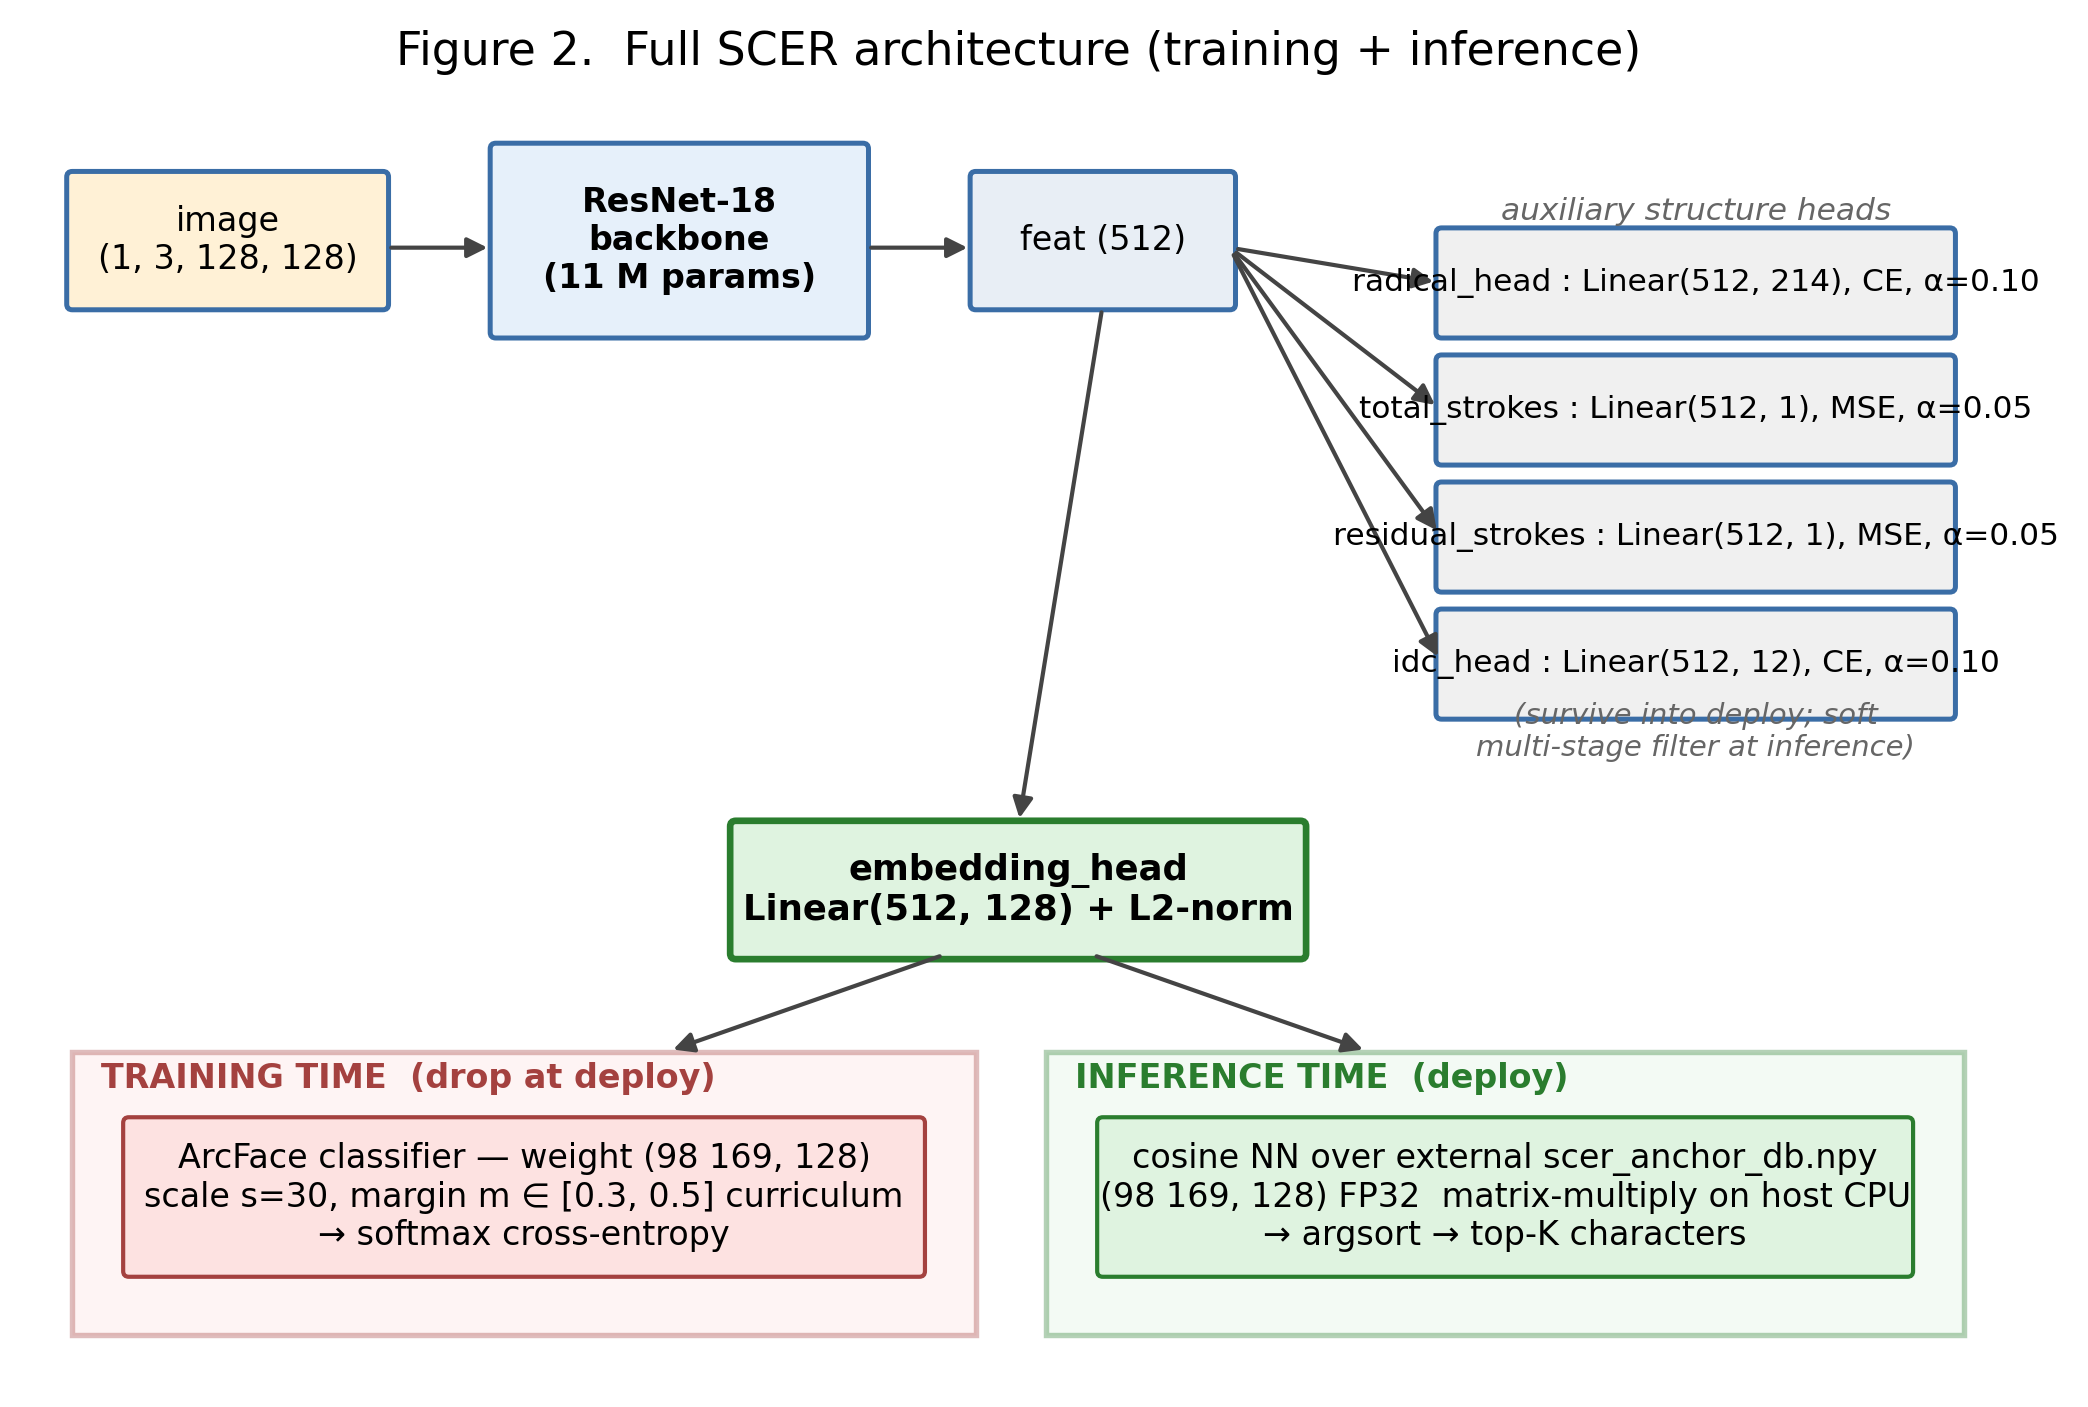 Figure 2.  Full SCER architecture (training + inference)
image
(1, 3, 128, 128)
ResNet-18
backbone
(11 M params)
feat (512)
auxiliary structure heads
radical_head : Linear(512, 214), CE, α=0.10
total_strokes : Linear(512, 1), MSE, α=0.05
residual_strokes : Linear(512, 1), MSE, α=0.05
idc_head : Linear(512, 12), CE, α=0.10
(survive into deploy; soft
multi-stage filter at inference)
embedding_head
Linear(512, 128) + L2-norm
TRAINING TIME  (drop at deploy)
ArcFace classifier — weight (98 169, 128)
scale s=30, margin m ∈ [0.3, 0.5] curriculum
→ softmax cross-entropy
INFERENCE TIME  (deploy)
cosine NN over external scer_anchor_db.npy
(98 169, 128) FP32  matrix-multiply on host CPU
→ argsort → top-K characters